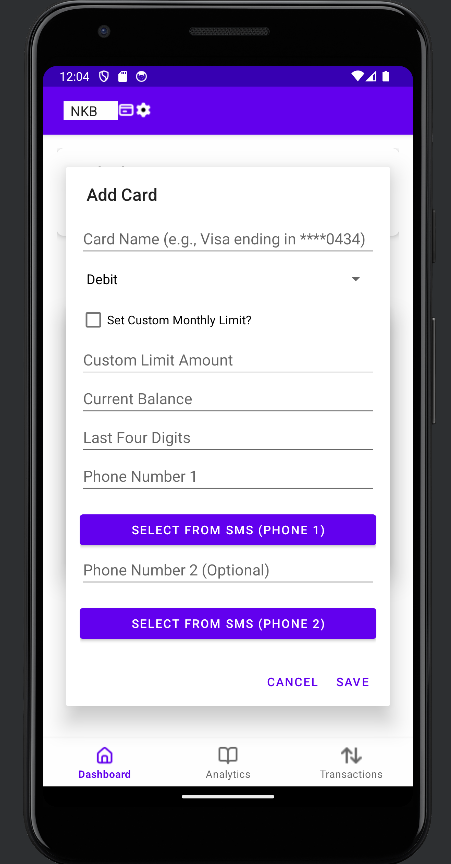 12:04
NKB
Add Card
Card Name (e.g., Visa ending in ****0434)
Debit
Set Custom Monthly Limit?
Custom Limit Amount
Current Balance
Last Four Digits
Phone Number 1
SELECT FROM SMS (PHONE 1)
Phone Number 2 (Optional)
SELECT FROM SMS (PHONE 2)
CANCEL SAVE
Dashboard Analytics Transactions